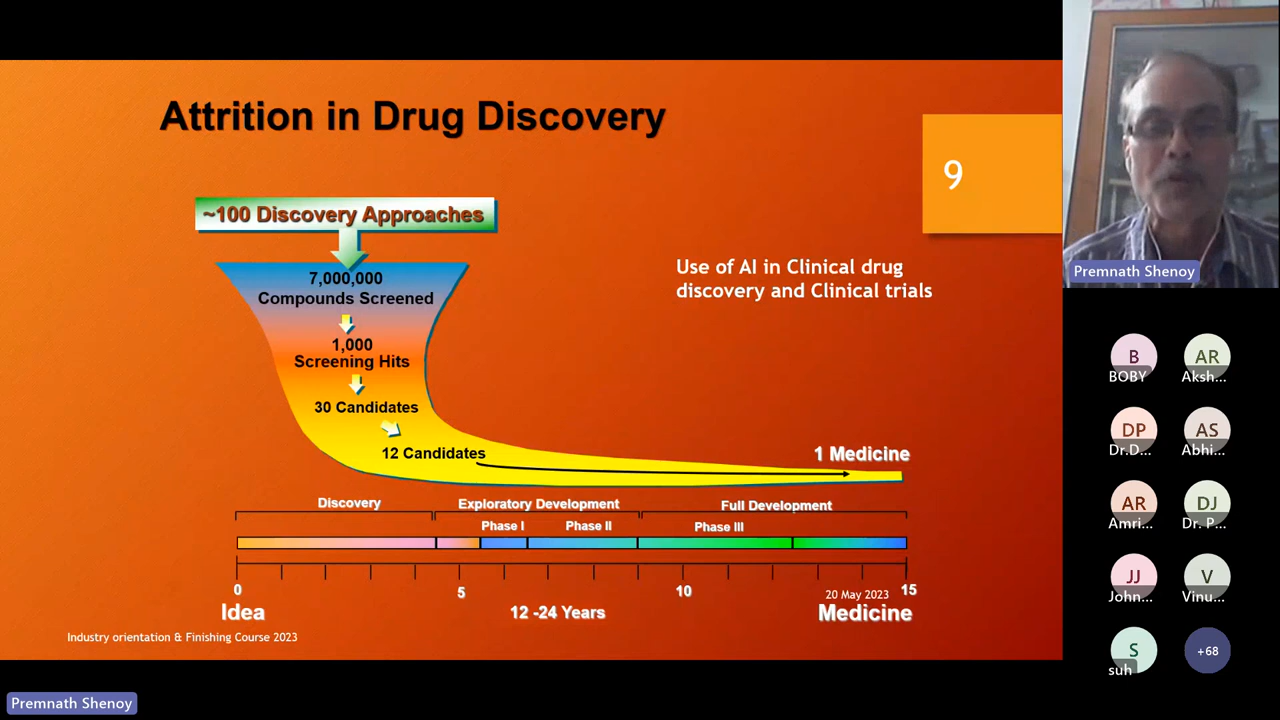 Attrition in Drug Discovery
9
~100 Discovery Approaches
7,000,000
Compounds Screened
1,000
Screening Hits
30 Candidates
12 Candidates
1 Medicine
Use of AI in Clinical drug
discovery and Clinical trials
Discovery
Exploratory Development
Full Development
Phase I
Phase II
Phase III
0
5
10
15
Idea
12 -24 Years
20 May 2023
Medicine
Industry orientation & Finishing Course 2023
Premnath Shenoy
Premnath Shenoy
B
BOBY
AR
Aksh...
DP
Dr.D...
AS
Abhi...
AR
Amri...
DJ
Dr. P...
JJ
John...
V
Vinu...
S
suh
+68